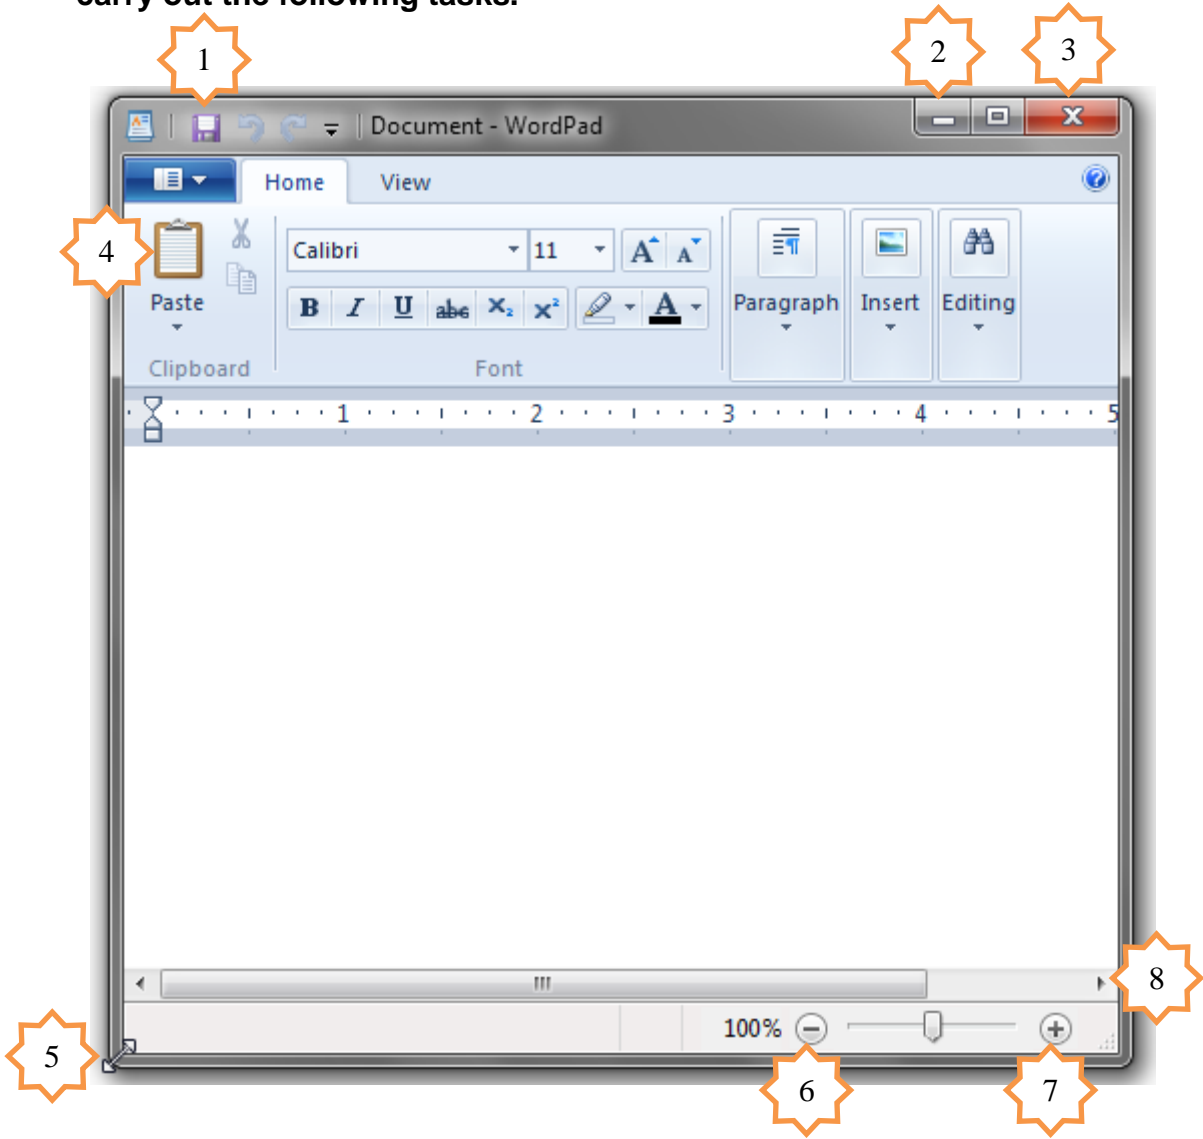 carry out the following tasks.
1
2
3
Document - WordPad
Home View
4
Calibri 11 A A
Paste
B I U abc X₂ X² A
Paragraph Insert Editing
Clipboard Font
1 2 3 4 5
8
100%
5
6
7